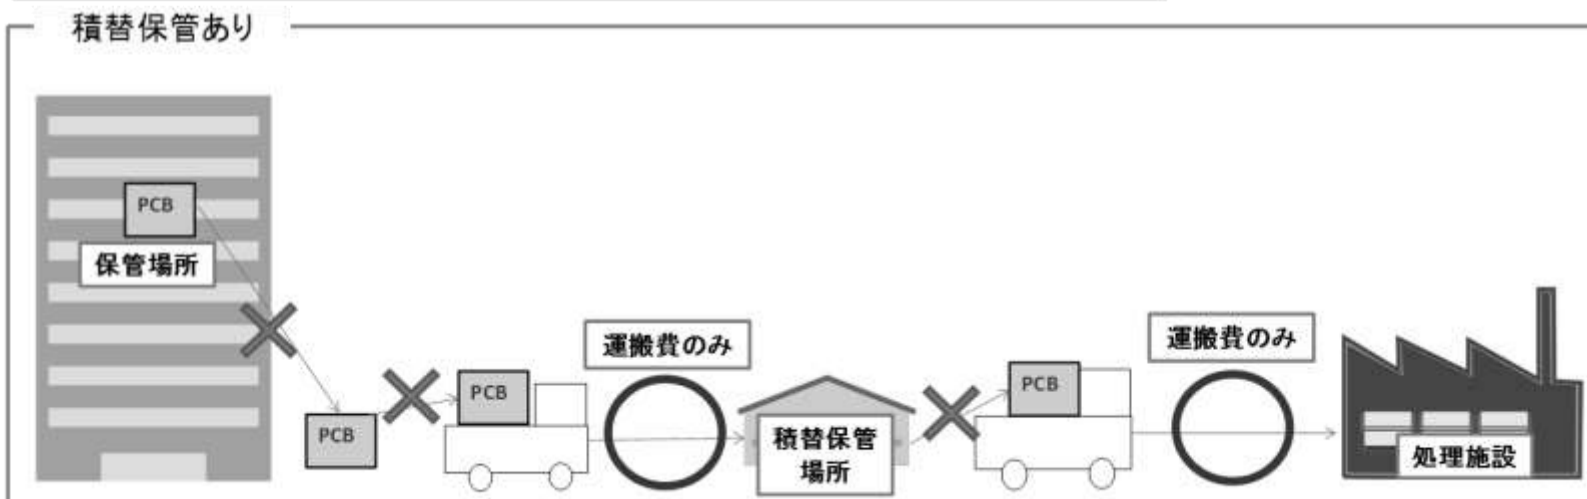 積替保管あり
PCB
保管場所
PCB
PCB
運搬費のみ
積替保管
場所
PCB
運搬費のみ
処理施設